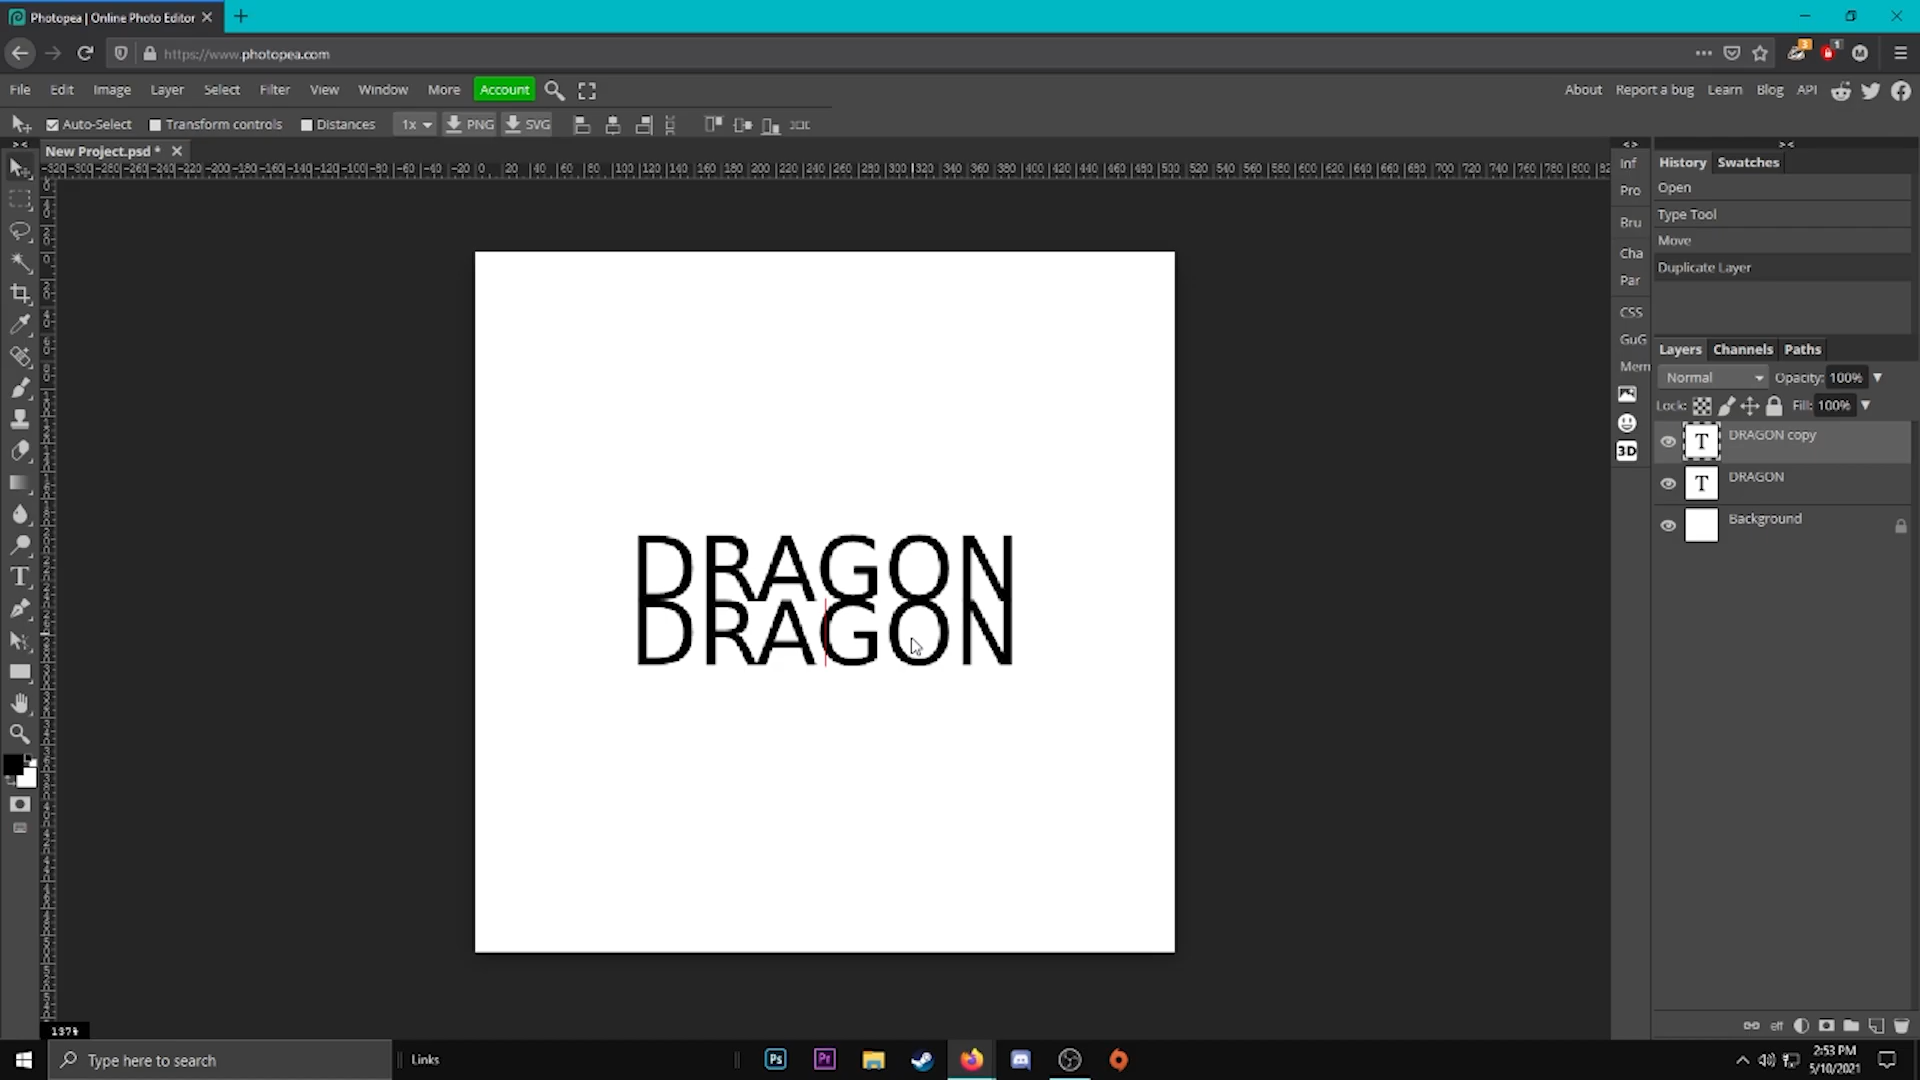 Photopea | Online Photo Editor
https://www.photopea.com
File Edit Image Layer Select Filter View Window More Account
About Report a bug Learn Blog API
Auto-Select Transform controls Distances 1x PNG SVG
New Project.psd *
Inf
Pro
Bru
Cha
Par
CSS
GuG
Mem
3D
History Swatches
Open
Type Tool
Move
Duplicate Layer
Layers Channels Paths
Normal Opacity: 100%
Lock: Fill: 100%
T DRAGON copy
T DRAGON
Background
DRAGON
DRAGON
137%
eff
Type here to search
Links
Ps
Pr
2:53 PM
5/10/2021